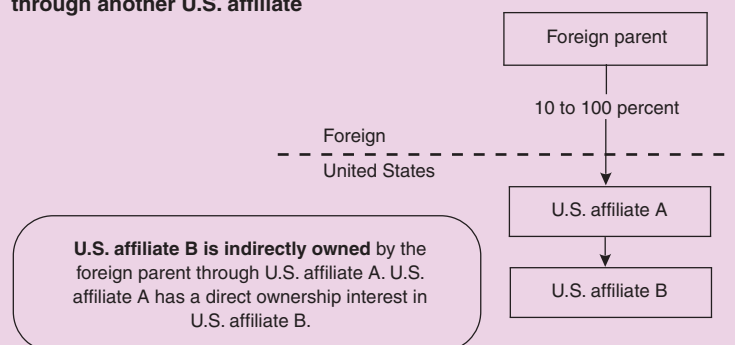 through another U.S. affiliate
Foreign parent
10 to 100 percent
Foreign
United States
U.S. affiliate A
U.S. affiliate B is indirectly owned by the
foreign parent through U.S. affiliate A. U.S.
affiliate A has a direct ownership interest in
U.S. affiliate B.
U.S. affiliate B